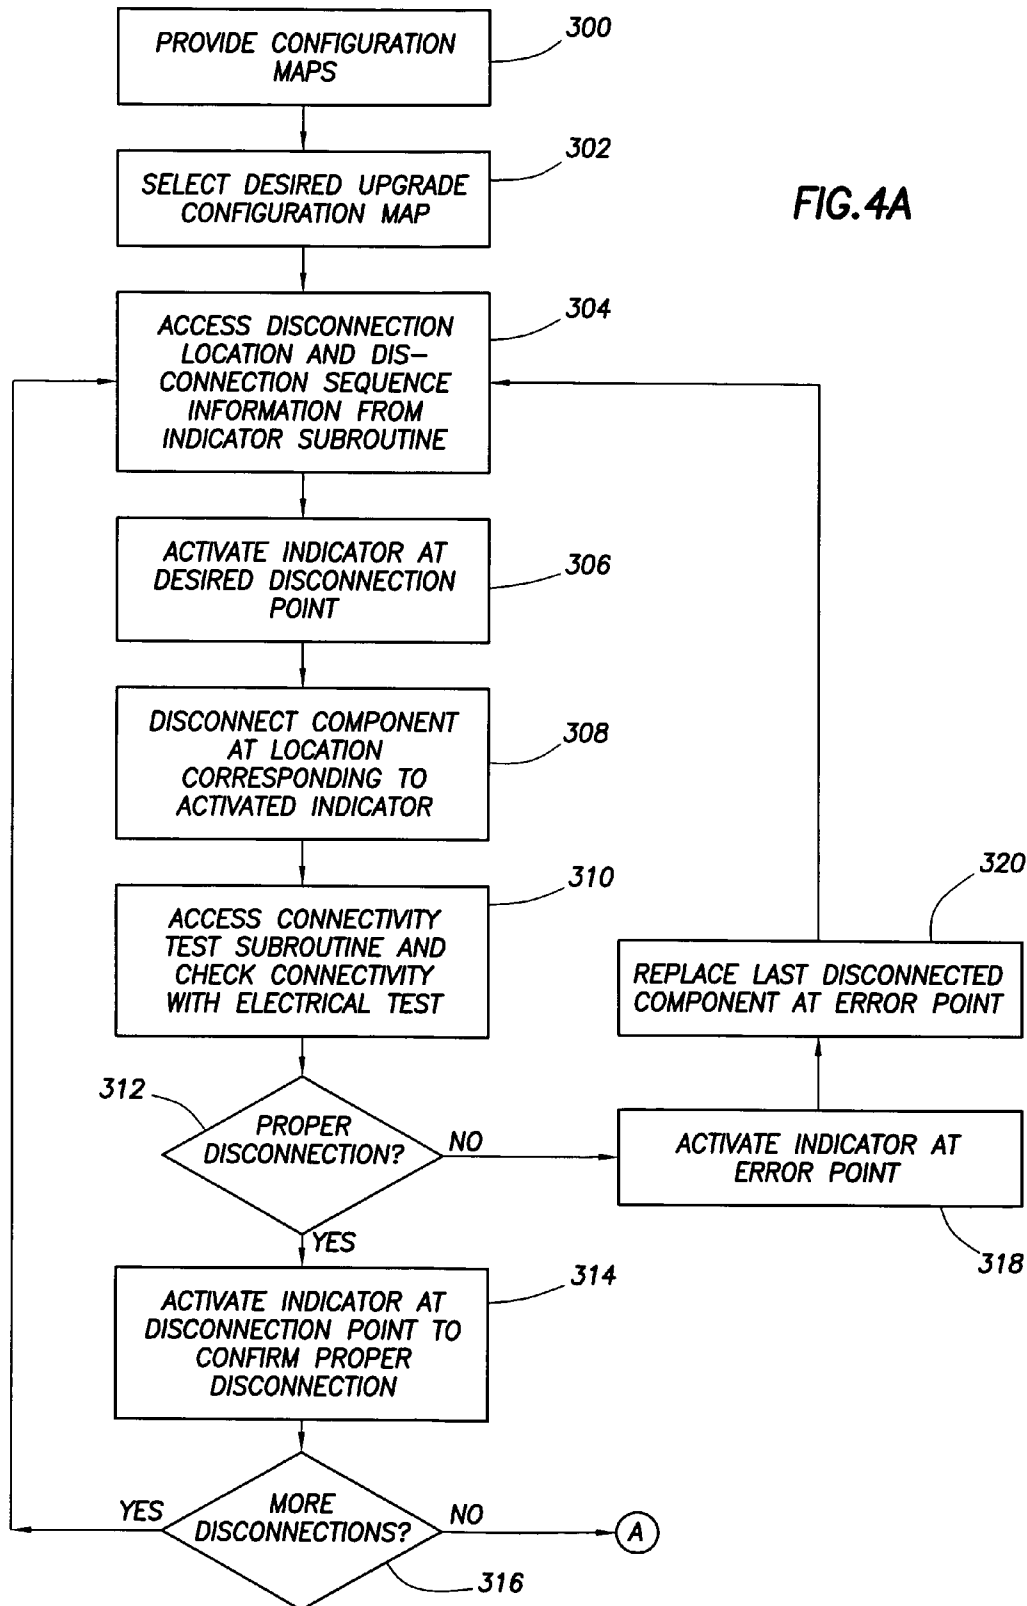 PROVIDE CONFIGURATION
MAPS
300
SELECT DESIRED UPGRADE
CONFIGURATION MAP
302
FIG.4A
ACCESS DISCONNECTION
LOCATION AND DIS-
CONNECTION SEQUENCE
INFORMATION FROM
INDICATOR SUBROUTINE
304
ACTIVATE INDICATOR AT
DESIRED DISCONNECTION
POINT
306
DISCONNECT COMPONENT
AT LOCATION
CORRESPONDING TO
ACTIVATED INDICATOR
308
ACCESS CONNECTIVITY
TEST SUBROUTINE AND
CHECK CONNECTIVITY
WITH ELECTRICAL TEST
310
320
REPLACE LAST DISCONNECTED
COMPONENT AT ERROR POINT
312
PROPER
DISCONNECTION?
NO
ACTIVATE INDICATOR AT
ERROR POINT
318
YES
ACTIVATE INDICATOR AT
DISCONNECTION POINT TO
CONFIRM PROPER
DISCONNECTION
314
YES
MORE
DISCONNECTIONS?
NO
A
316